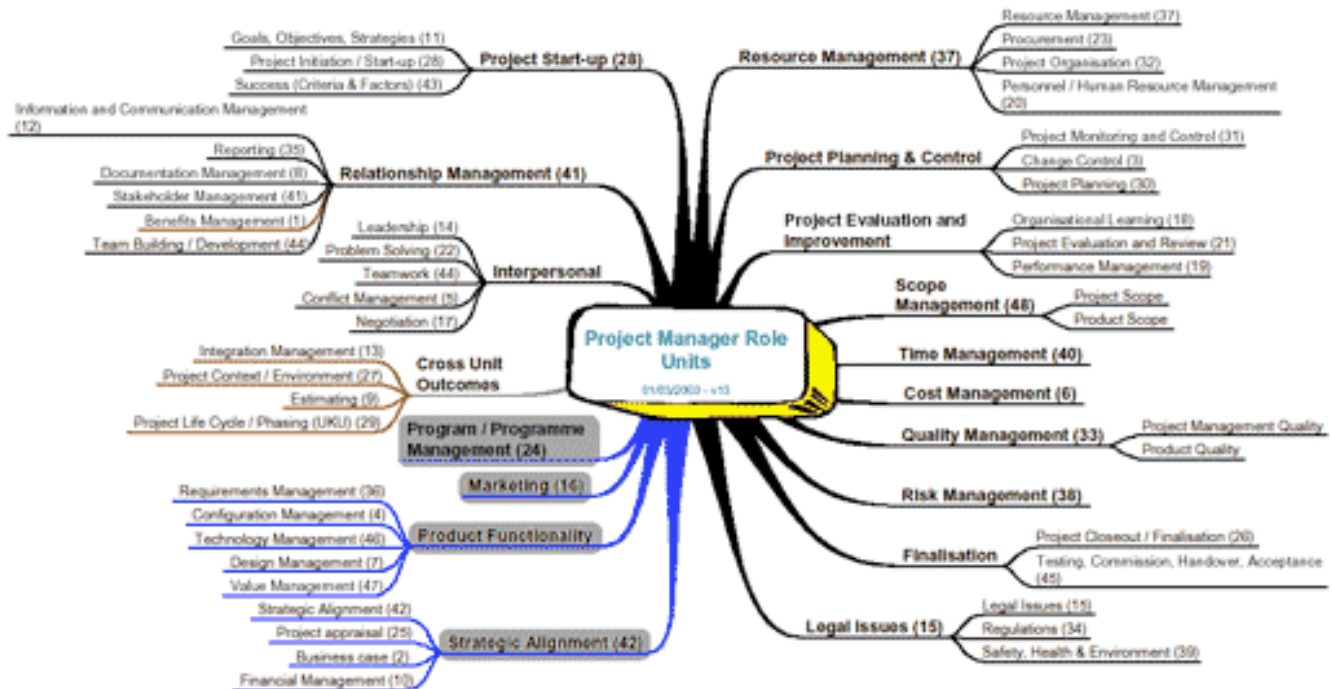 Project Manager Role
Units
Project Start-up (28)
Goals, Objectives, Strategies (11)
Project Initiation / Start-up (28)
Success (Criteria & Factors) (43)
Relationship Management (41)
Information and Communication Management
(12)
Reporting (35)
Documentation Management (8)
Stakeholder Management (41)
Benefits Management (1)
Team Building / Development (44)
Interpersonal
Leadership (14)
Problem Solving (22)
Teamwork (44)
Conflict Management (5)
Negotiation (17)
Cross Unit
Outcomes
Integration Management (13)
Project Context / Environment (27)
Estimating (9)
Project Life Cycle / Phasing (UKU) (29)
Program / Programme
Management (24)
Marketing (16)
Product Functionality
Requirements Management (36)
Configuration Management (4)
Technology Management (46)
Design Management (7)
Value Management (47)
Strategic Alignment (42)
Strategic Alignment (42)
Project appraisal (25)
Business case (2)
Financial Management (10)
Resource Management (37)
Resource Management (37)
Procurement (23)
Project Organisation (32)
Personnel / Human Resource Management
(20)
Project Planning & Control
Project Monitoring and Control (31)
Change Control (3)
Project Planning (30)
Project Evaluation and
Improvement
Organisational Learning (18)
Project Evaluation and Review (21)
Performance Management (19)
Scope
Management (48)
Project Scope
Product Scope
Time Management (40)
Cost Management (6)
Quality Management (33)
Project Management Quality
Product Quality
Risk Management (38)
Finalisation
Project Closeout / Finalisation (26)
Testing, Commission, Handover, Acceptance
(45)
Legal Issues (15)
Legal Issues (15)
Regulations (34)
Safety, Health & Environment (39)